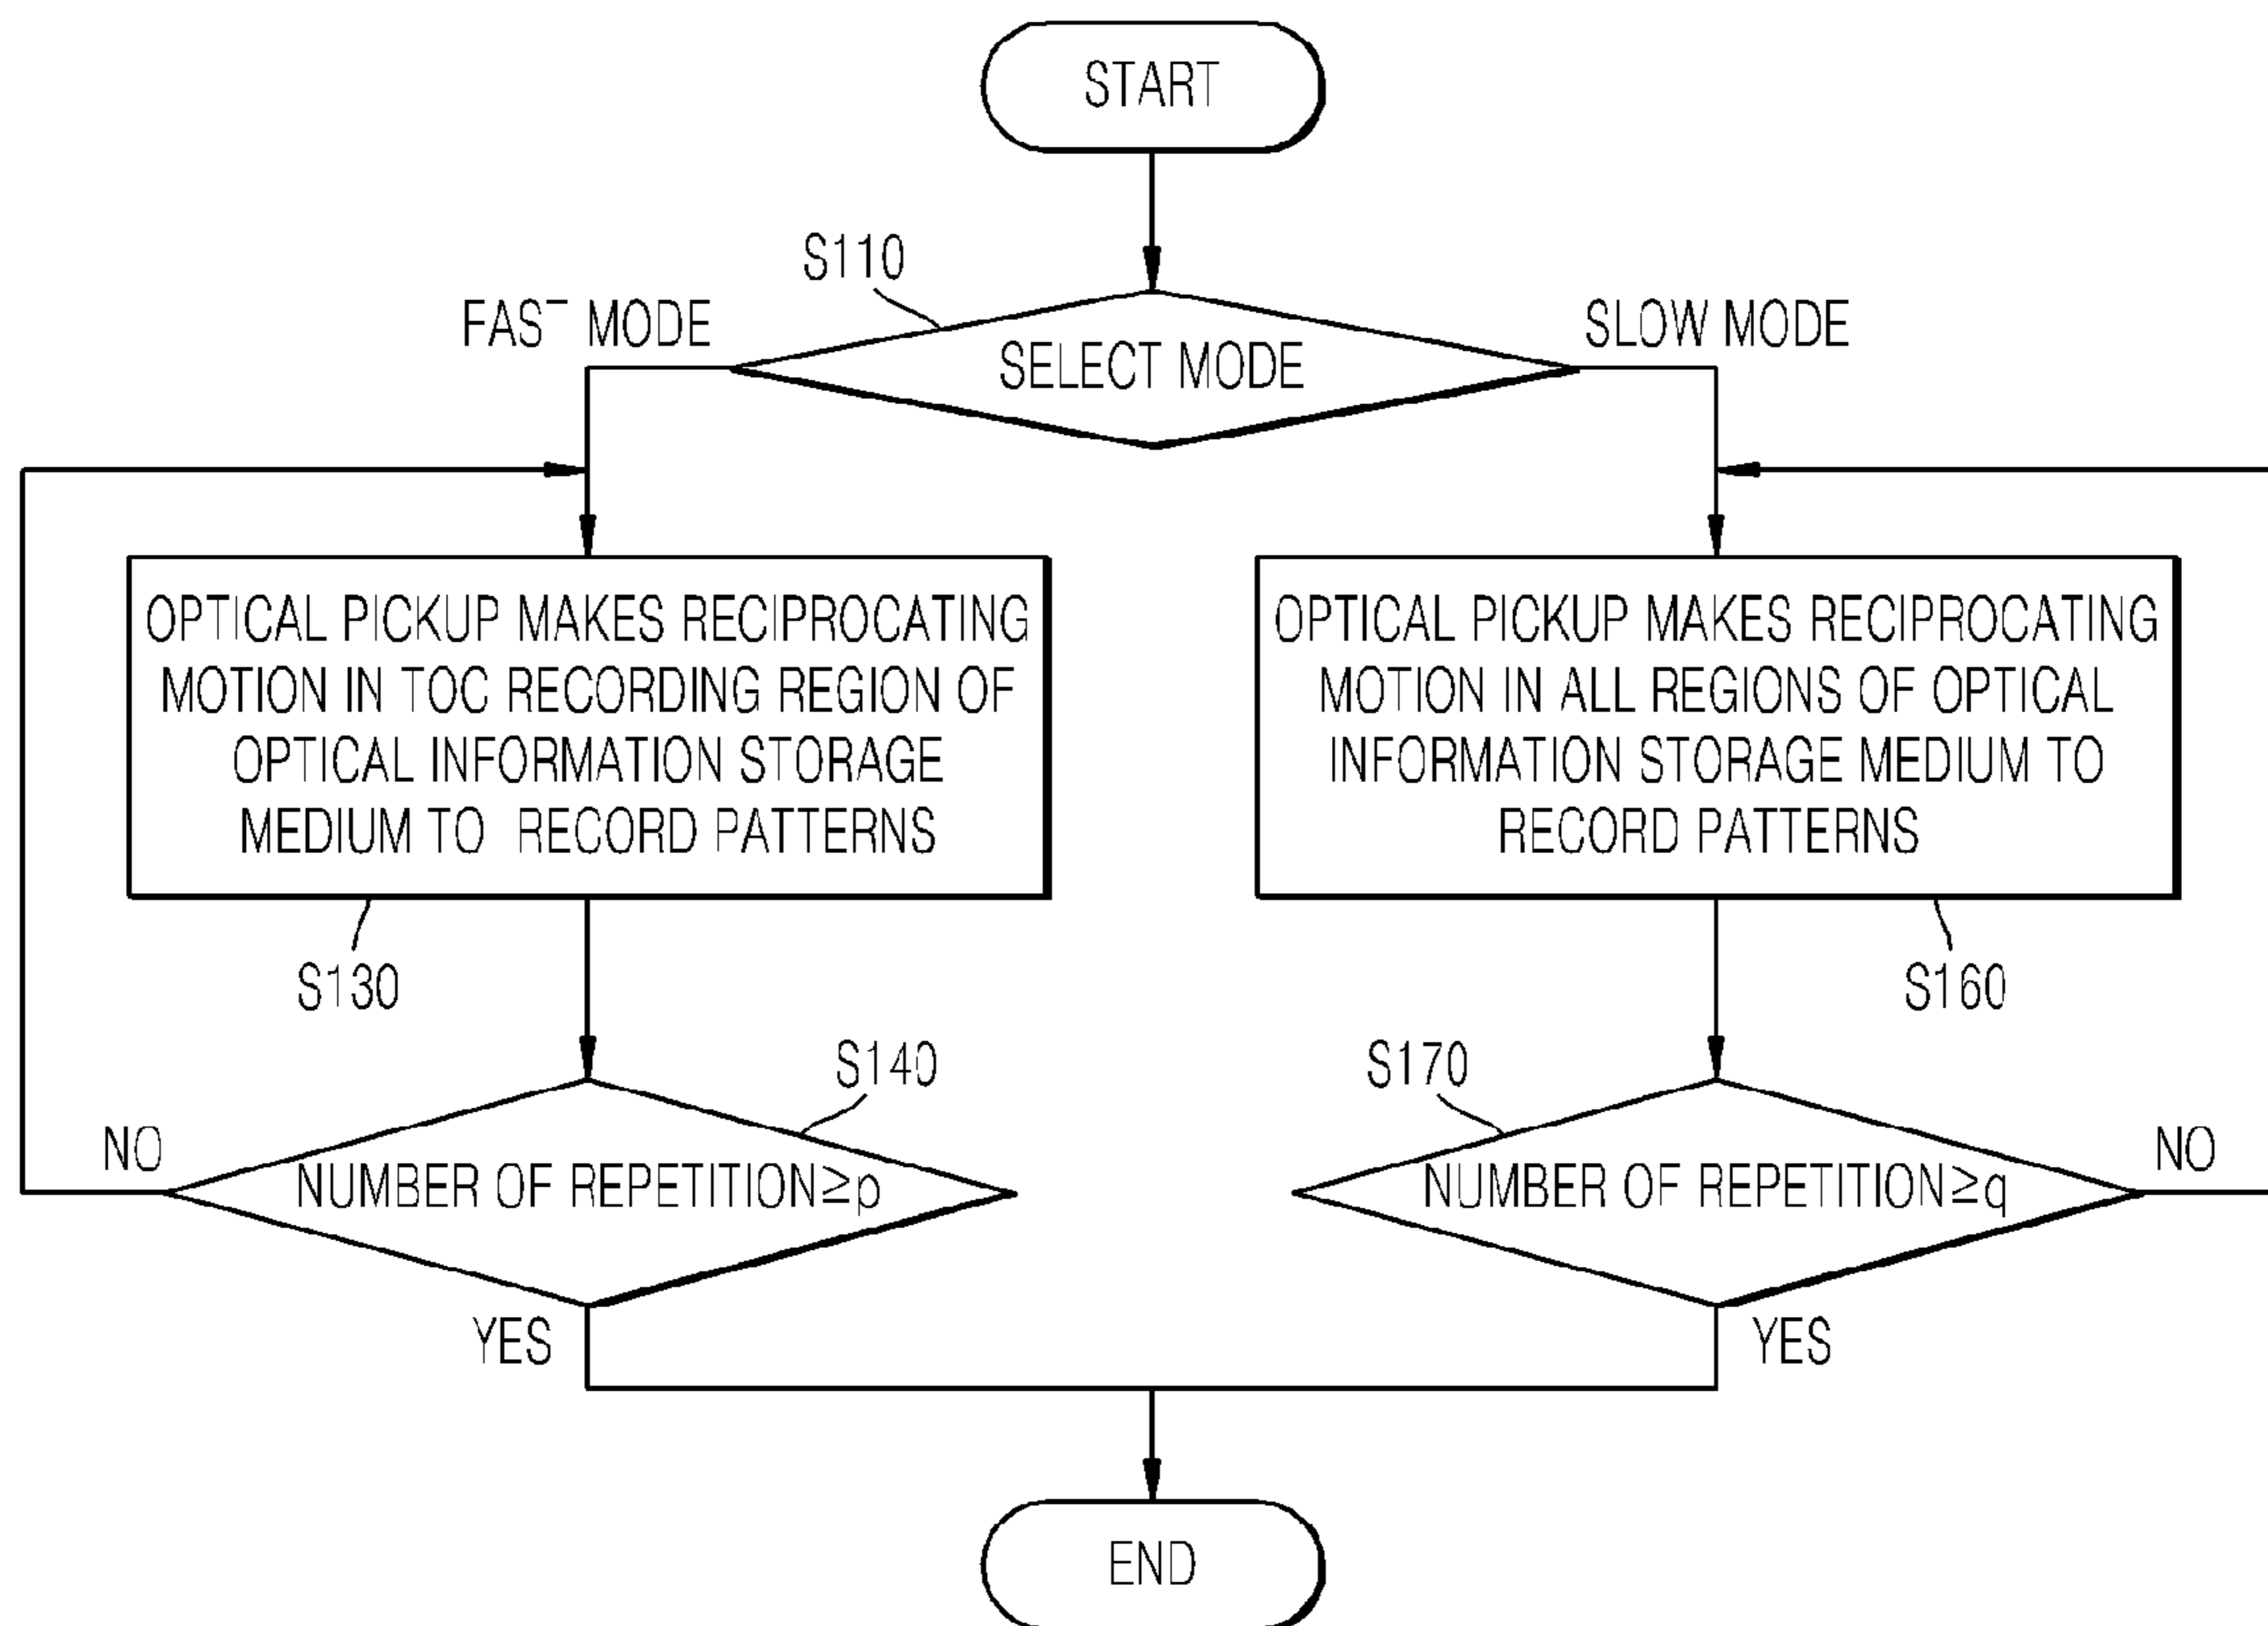 START
S110
FAST MODE
SLOW MODE
SELECT MODE
OPTICAL PICKUP MAKES RECIPROCATING
MOTION IN TOC RECORDING REGION OF
OPTICAL INFORMATION STORAGE
MEDIUM TO RECORD PATTERNS
OPTICAL PICKUP MAKES RECIPROCATING
MOTION IN ALL REGIONS OF OPTICAL
INFORMATION STORAGE MEDIUM TO
RECORD PATTERNS
S130
S160
S140
S170
NO
NUMBER OF REPETITION≥p
NUMBER OF REPETITION≥q
NO
YES
YES
END